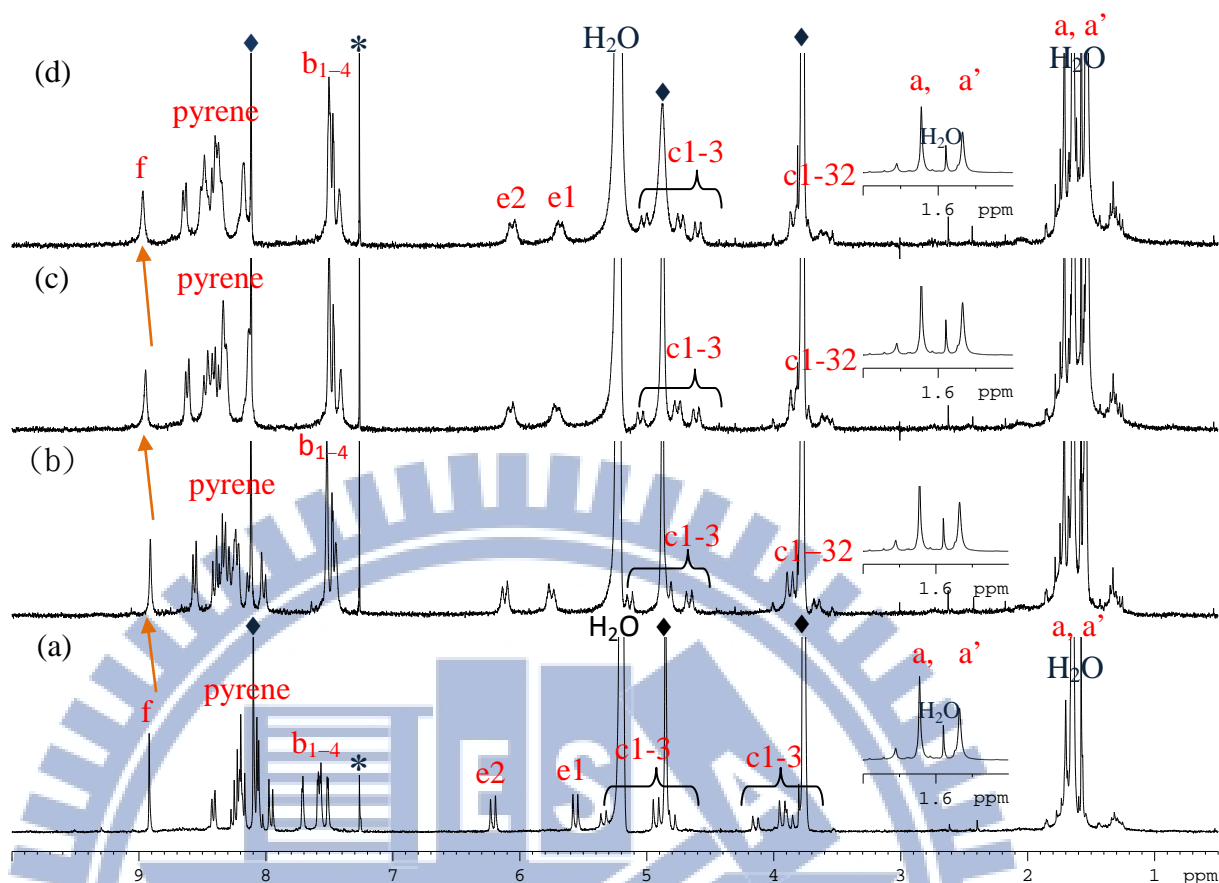 (d)
◆
*
H₂O
◆
a, a’
H₂O
b₁₋₄
◆
pyrene
f
c1-3
c1-32
e2
e1
a,
a’
H₂O
1.6 ppm
(c)
pyrene
c1-3
c1-32
1.6 ppm
(b)
b₁₋₄
pyrene
c1-3
c1–32
1.6 ppm
(a)
◆
H₂O
◆
◆
a, a’
H₂O
f
pyrene
b₁₋₄
*
e2
e1
c1-3
c1-3
a,
a’
H₂O
1.6 ppm
9 8 7 6 5 4 3 2 1 ppm
ESA